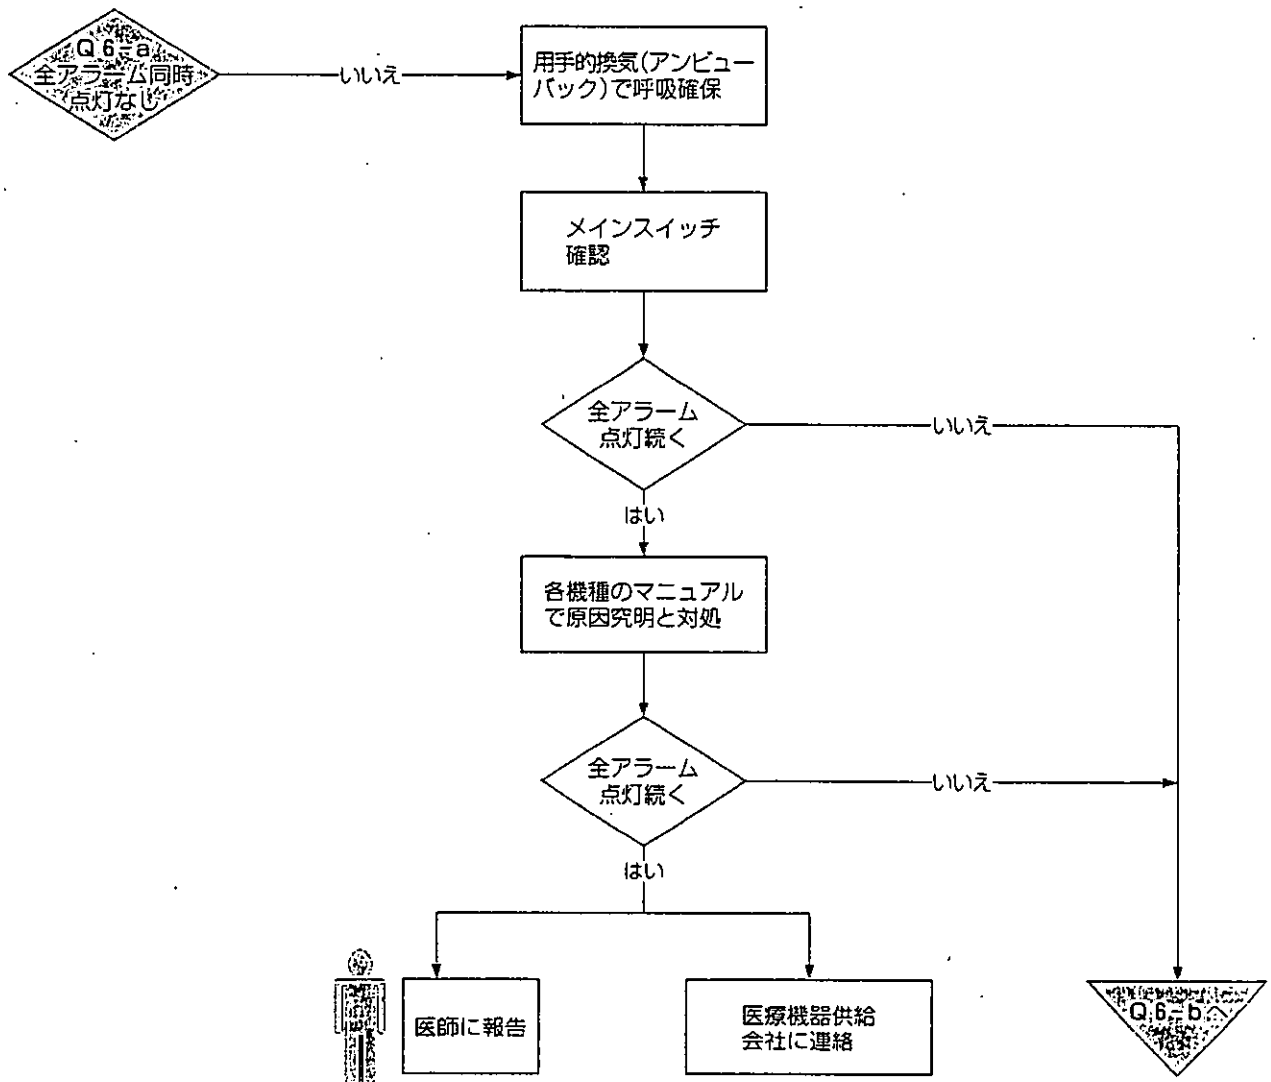 Q 6-a
全アラーム同時
点灯なし
いいえ
用手的換気(アンビュー
バック)で呼吸確保
メインスイッチ
確認
全アラーム
点灯続く
いいえ
はい
各機種のマニュアル
で原因究明と対処
全アラーム
点灯続く
いいえ
はい
医師に報告
医療機器供給
会社に連絡
Q 6-bへ